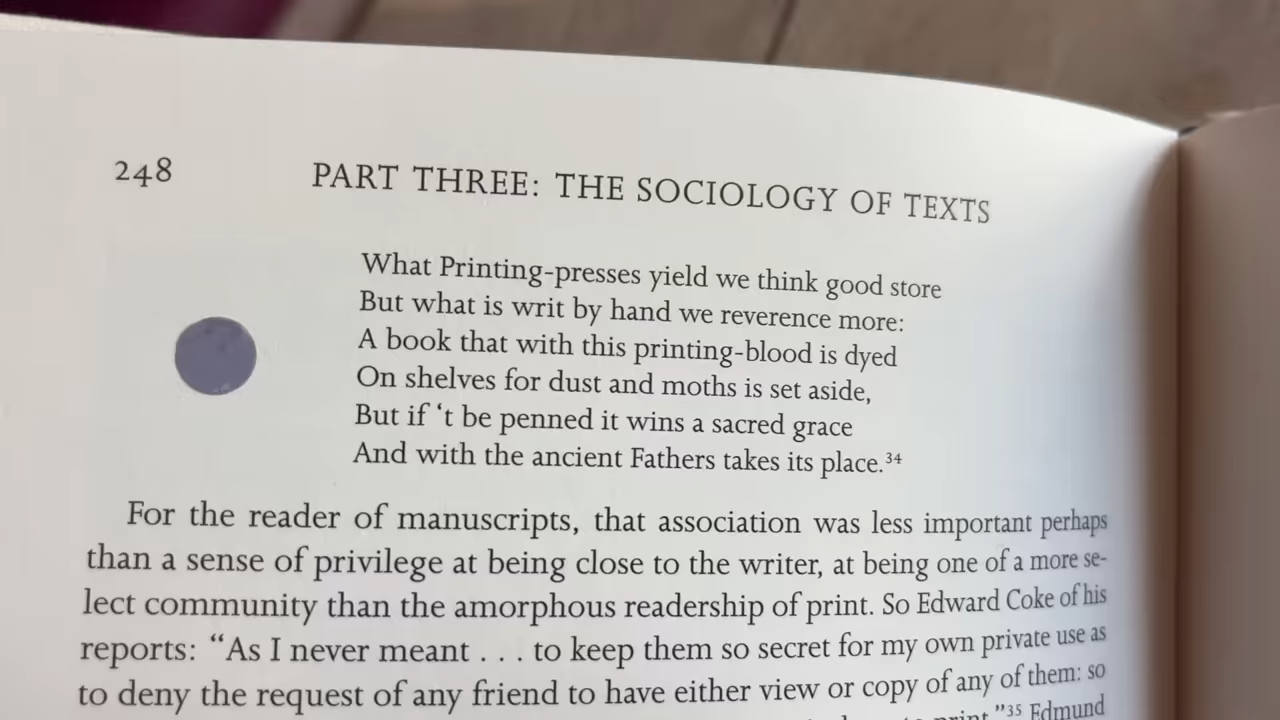 248 PART THREE: THE SOCIOLOGY OF TEXTS
What Printing-presses yield we think good store
But what is writ by hand we reverence more:
A book that with this printing-blood is dyed
On shelves for dust and moths is set aside,
But if ‘t be penned it wins a sacred grace
And with the ancient Fathers takes its place.³⁴
For the reader of manuscripts, that association was less important perhaps
than a sense of privilege at being close to the writer, at being one of a more se-
lect community than the amorphous readership of print. So Edward Coke of his
reports: “As I never meant . . . to keep them so secret for my own private use as
to deny the request of any friend to have either view or copy of any of them: so
print.”³⁵ Edmund